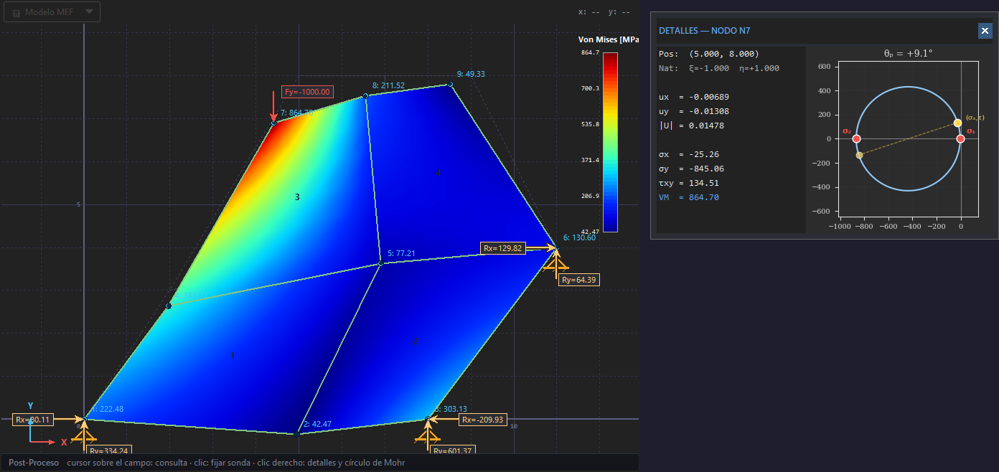 Modelo MEF
x: -- y: --
Von Mises [MPa
864.7
700.3
535.8
371.4
206.9
42.47
9: 49.33
8: 211.52
Fy=-1000.00
7: 864.70
4
3
5
6: 130.60
Rx=129.82
5: 77.21
Ry=64.39
2
1
1: 222.48
3: 303.13
Rx=80.11
2: 42.47
Rx=-209.93
0
10
Y
X
Ry=334.24
Ry=601.37
Post-Proceso cursor sobre el campo: consulta · clic: fijar sonda · clic derecho: detalles y círculo de Mohr
DETALLES — NODO N7
Pos: (5.000, 8.000)
Nat: ξ=-1.000 η=+1.000
ux = -0.00689
uy = -0.01308
|U| = 0.01478
σx = -25.26
σy = -845.06
τxy = 134.51
VM = 864.70
θₚ = +9.1°
600
400
200
0
−200
−400
−600
(σₓ,τ)
σ₂
σ₁
−1000 −800 −600 −400 −200 0